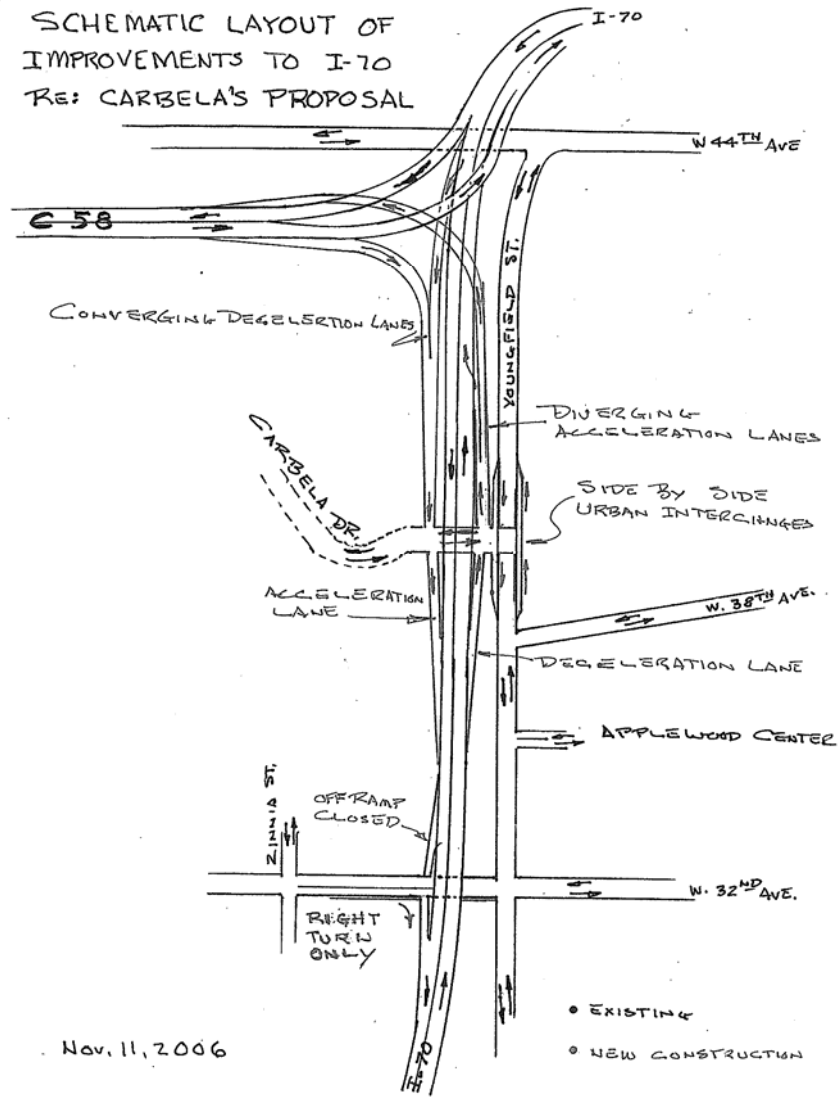 SCHEMATIC LAYOUT OF
IMPROVEMENTS TO I-70
RE: CARBELA'S PROPOSAL
I-70
W 44TH AVE
C 58
YOUNGFIELD ST.
CONVERGING DECELERTION LANES
DIVERGING
ACCELERATION LANES
CARBELA DR.
SIDE BY SIDE
URBAN INTERCHNGES
ACCELERATION
LANE
W. 38TH AVE.
DECELERATION LANE
APPLEWOOD CENTER
ZINNIA ST.
OFF RAMP
CLOSED
W. 32ND AVE.
RIGHT
TURN
ONLY
I-70
• EXISTING
• NEW CONSTRUCTION
Nov. 11, 2006